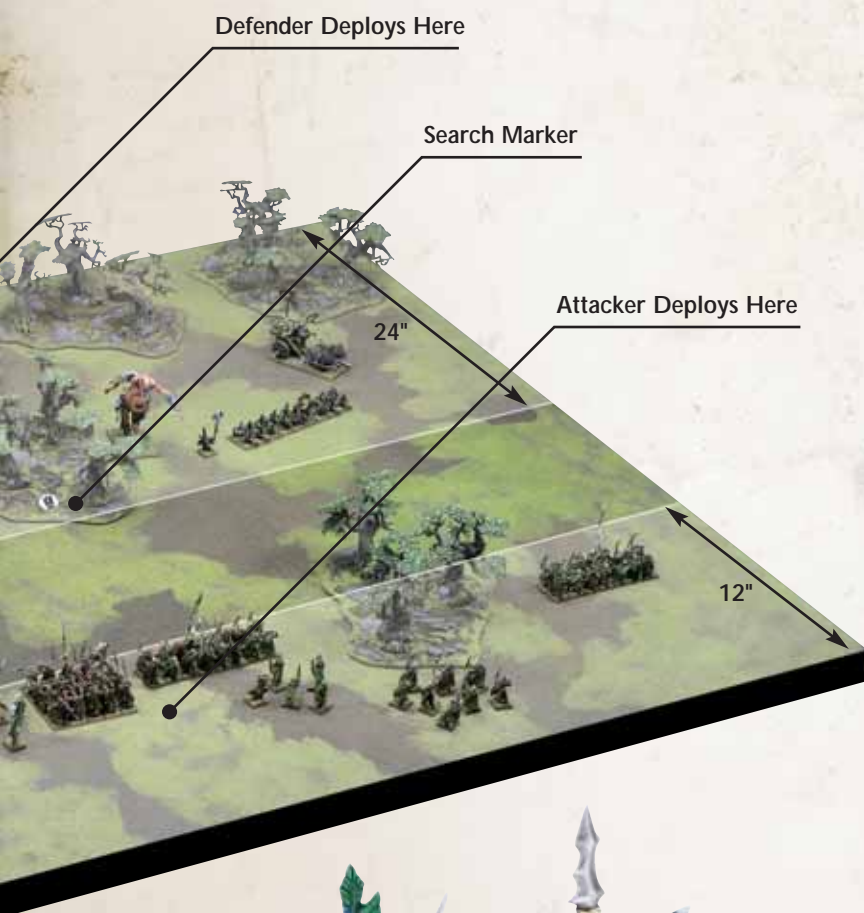 Defender Deploys Here
Search Marker
Attacker Deploys Here
24"
12"